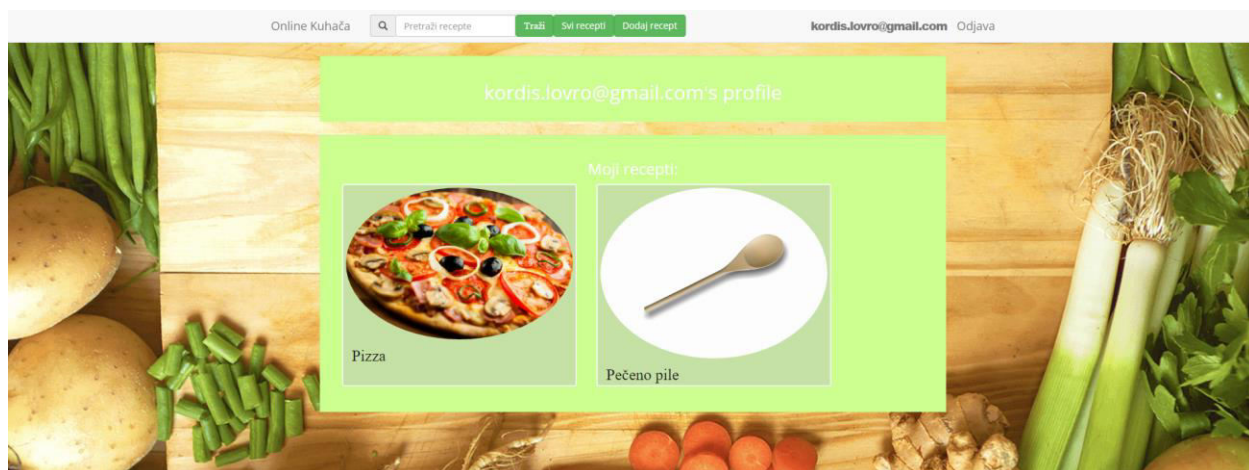 Online Kuhača Pretraži recepte Traži Svi recepti Dodaj recept kordis.lovro@gmail.com Odjava
kordis.lovro@gmail.com's profile
Moji recepti:
Pizza
Pečeno pile